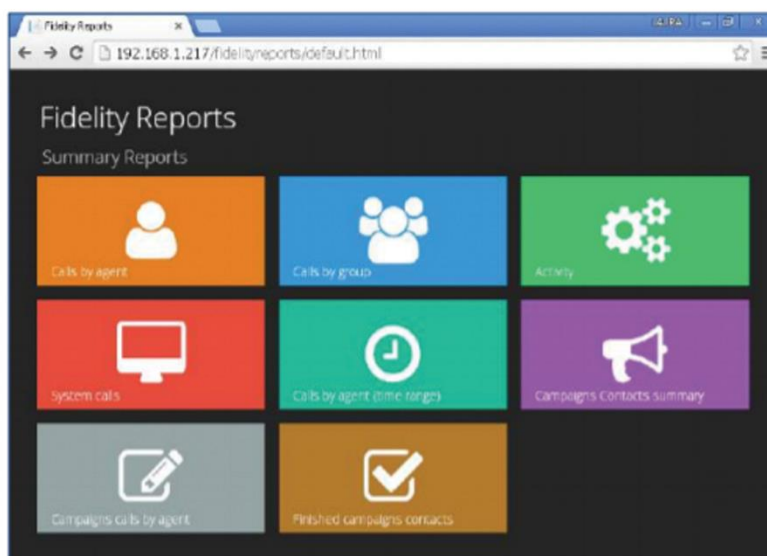 Fidelity Reports
192.168.1.217/fidelityreports/default.html
Fidelity Reports
Summary Reports
Calls by agent
Calls by group
Activity
System calls
Calls by agent (time range)
Campaigns Contacts summary
Campaigns calls by agent
Finished campaigns contacts